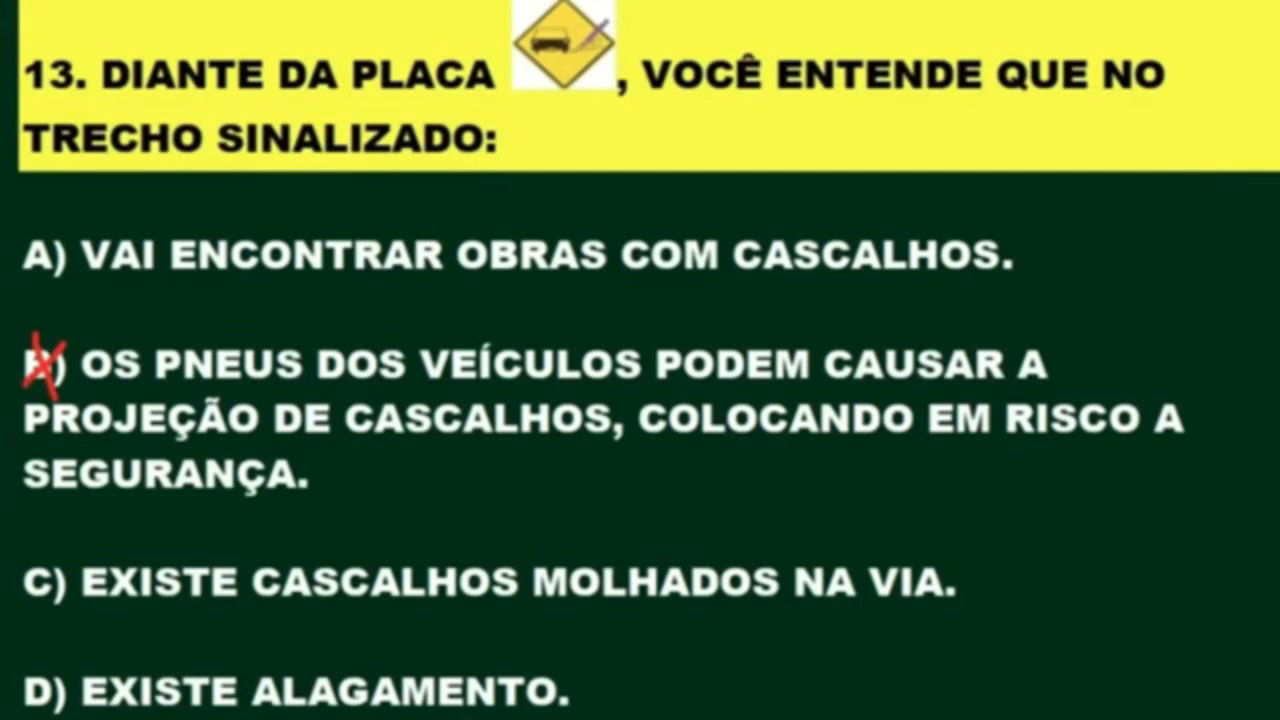 13. DIANTE DA PLACA , VOCÊ ENTENDE QUE NO
TRECHO SINALIZADO:
A) VAI ENCONTRAR OBRAS COM CASCALHOS.
B) OS PNEUS DOS VEÍCULOS PODEM CAUSAR A
PROJEÇÃO DE CASCALHOS, COLOCANDO EM RISCO A
SEGURANÇA.
C) EXISTE CASCALHOS MOLHADOS NA VIA.
D) EXISTE ALAGAMENTO.